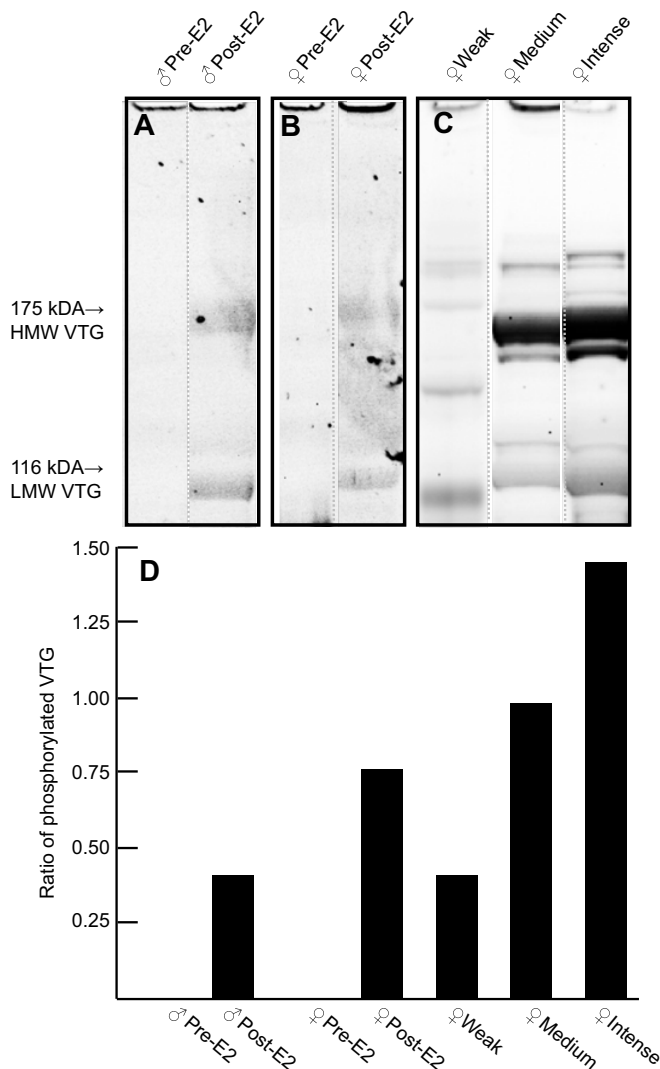 ♂Pre-E2
♂Post-E2
♀Pre-E2
♀Post-E2
♀Weak
♀Medium
♀Intense
A
B
C
175 kDA→
HMW VTG
116 kDA→
LMW VTG
D
1.50
1.25
1.00
0.75
0.50
0.25
Ratio of phosphorylated VTG
♂Pre-E2
♂Post-E2
♀Pre-E2
♀Post-E2
♀Weak
♀Medium
♀Intense